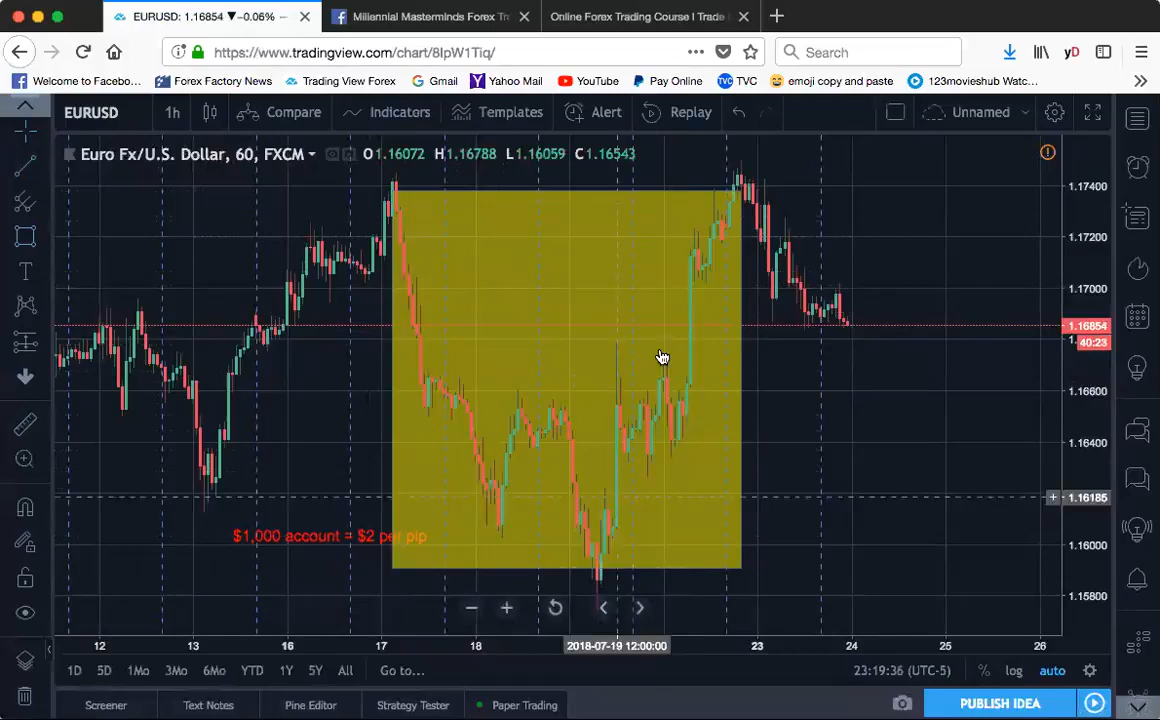 EURUSD: 1.16854 ▼−0.06% —
Millennial Masterminds Forex Tr
Online Forex Trading Course | Trade
https://www.tradingview.com/chart/8IpW1Tiq/
Search
yD
Welcome to Facebo...
Forex Factory News
Trading View Forex
Gmail
Yahoo Mail
YouTube
Pay Online
TVC
TVC
emoji copy and paste
123movieshub Watc...
EURUSD
1h
Compare
Indicators
Templates
Alert
Replay
Unnamed
Euro Fx/U.S. Dollar, 60, FXCM
O1.16072 H1.16788 L1.16059 C1.16543
1.17400
1.17200
1.17000
1.16854
40:23
1.16600
1.16400
1.16185
1.16000
1.15800
$1,000 account = $2 per pip
12
13
16
17
18
2018-07-19 12:00:00
23
24
25
26
1D 5D 1Mo 3Mo 6Mo YTD 1Y 5Y All
Go to...
23:19:36 (UTC-5)
% log auto
Screener
Text Notes
Pine Editor
Strategy Tester
Paper Trading
PUBLISH IDEA